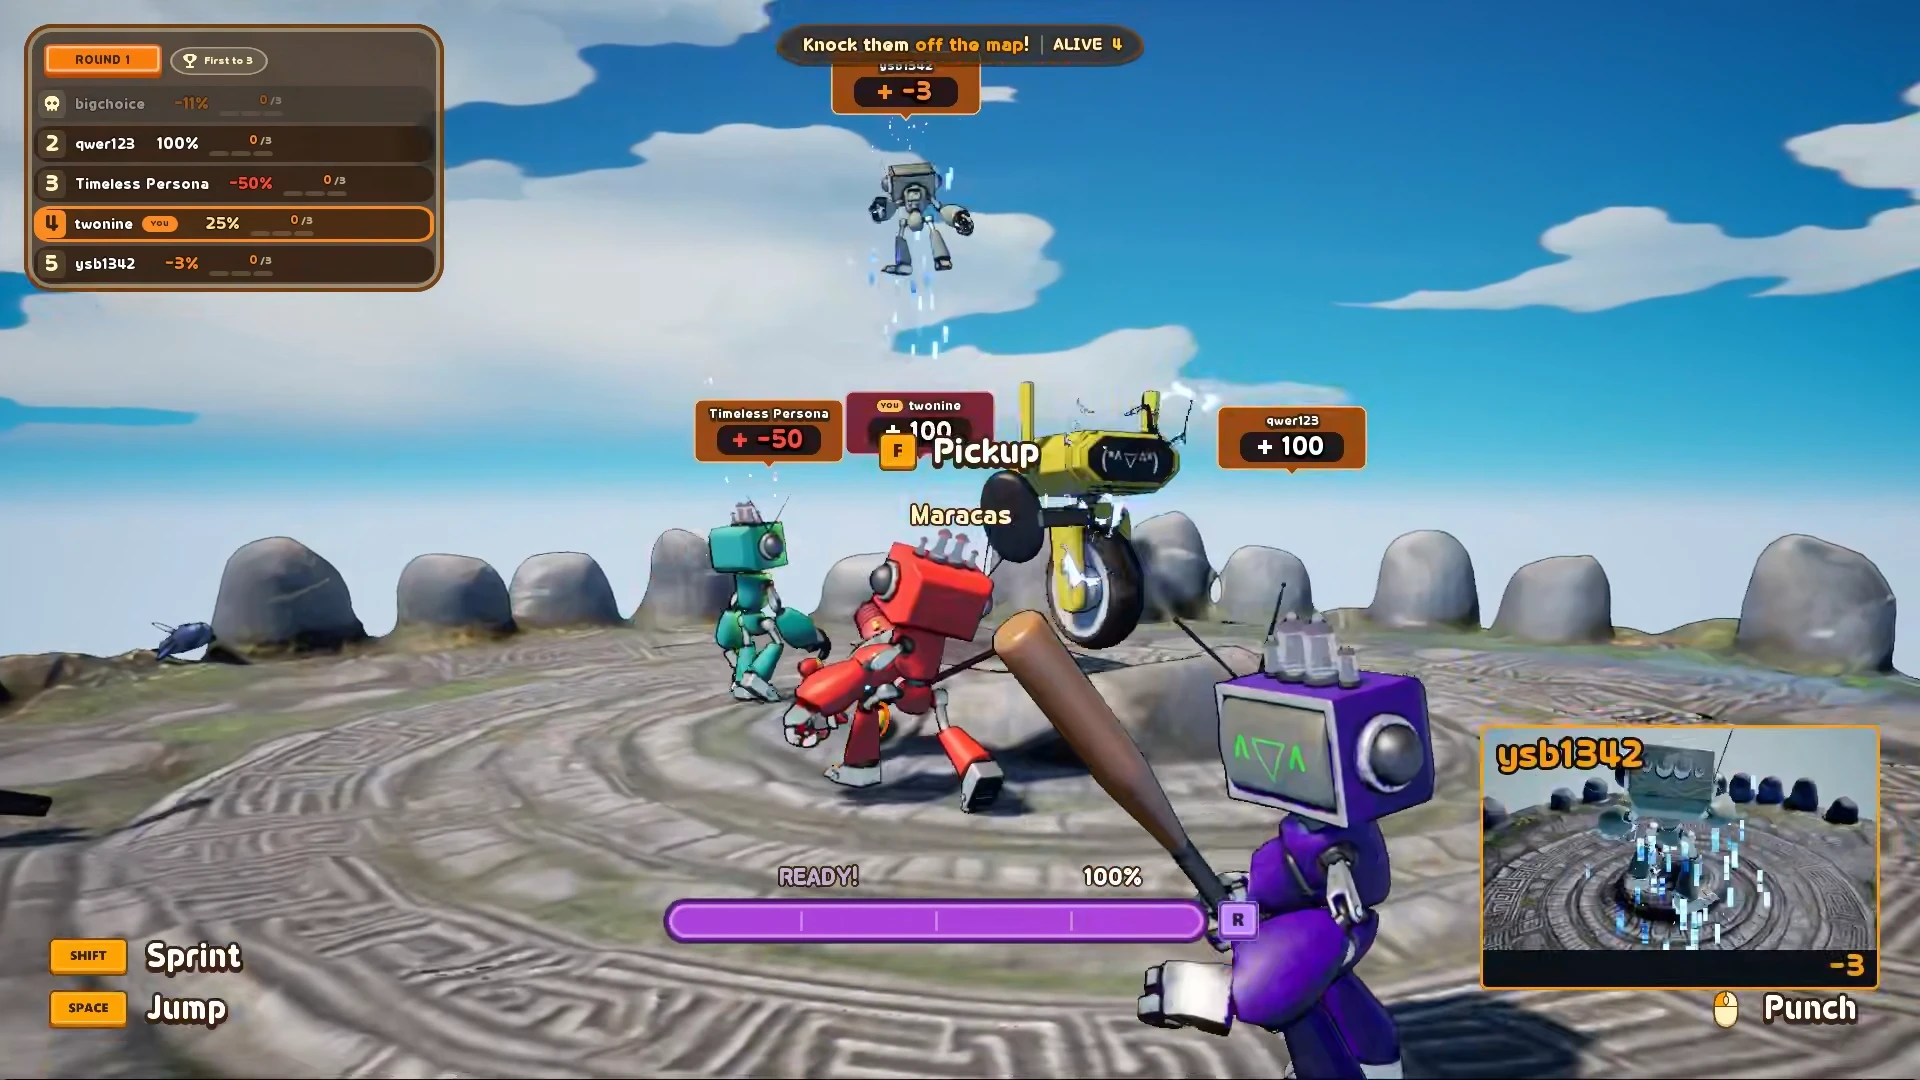 ROUND 1
First to 3
bigchoice -11% 0/3
2 qwer123 100% 0/3
3 Timeless Persona -50% 0/3
4 twonine YOU 25% 0/3
5 ysb1342 -3% 0/3
Knock them off the map! | ALIVE 4
ysb1342
+ -3
Timeless Persona
+ -50
YOU twonine
+ 100
qwer123
+ 100
F Pickup
Maracas
READY! 100%
R
SHIFT Sprint
SPACE Jump
ysb1342
-3
Punch